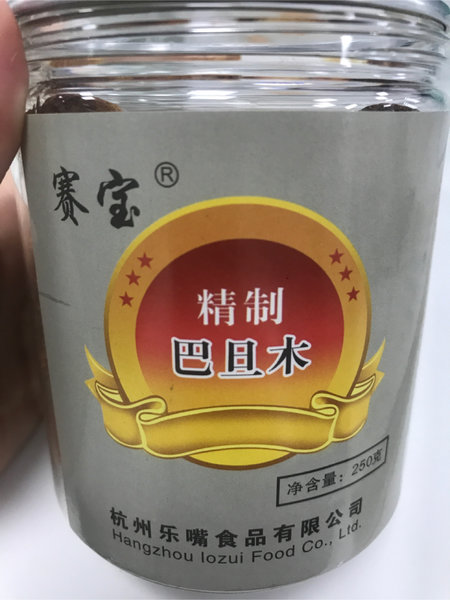 赛宝®
精制
巴旦木
净含量：250克
杭州乐嘴食品有限公司
Hangzhou lozui Food Co., Ltd.